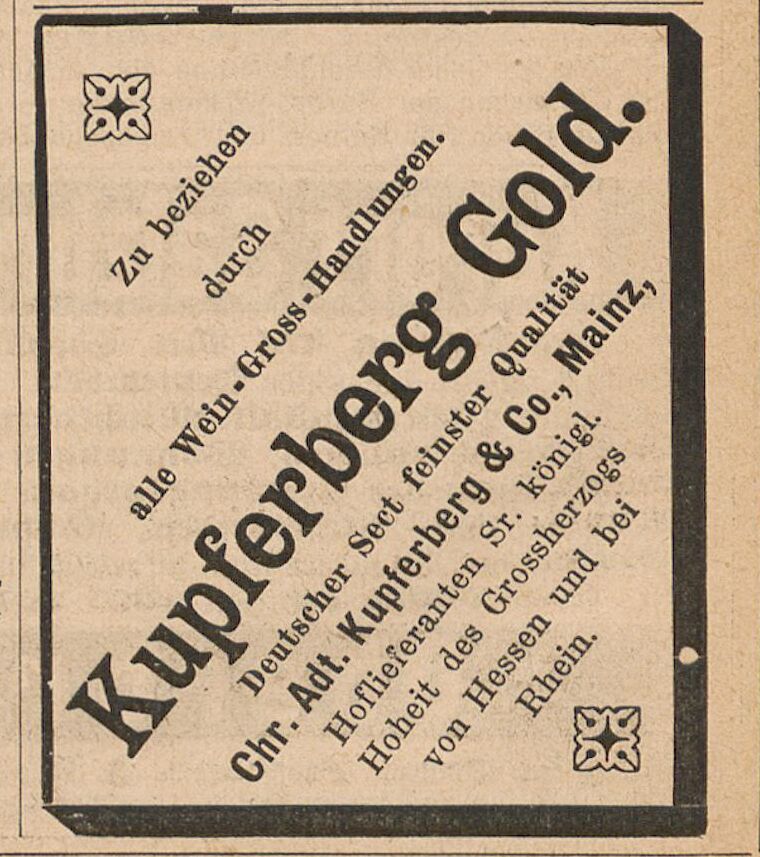 Zu beziehen
durch
alle Wein-Gross-Handlungen.
Kupferberg Gold.
Deutscher Sect feinster Qualität
Chr. Adt. Kupferberg & Co., Mainz,
Hoflieferanten Sr. königl.
Hoheit des Grossherzogs
von Hessen und bei
Rhein.